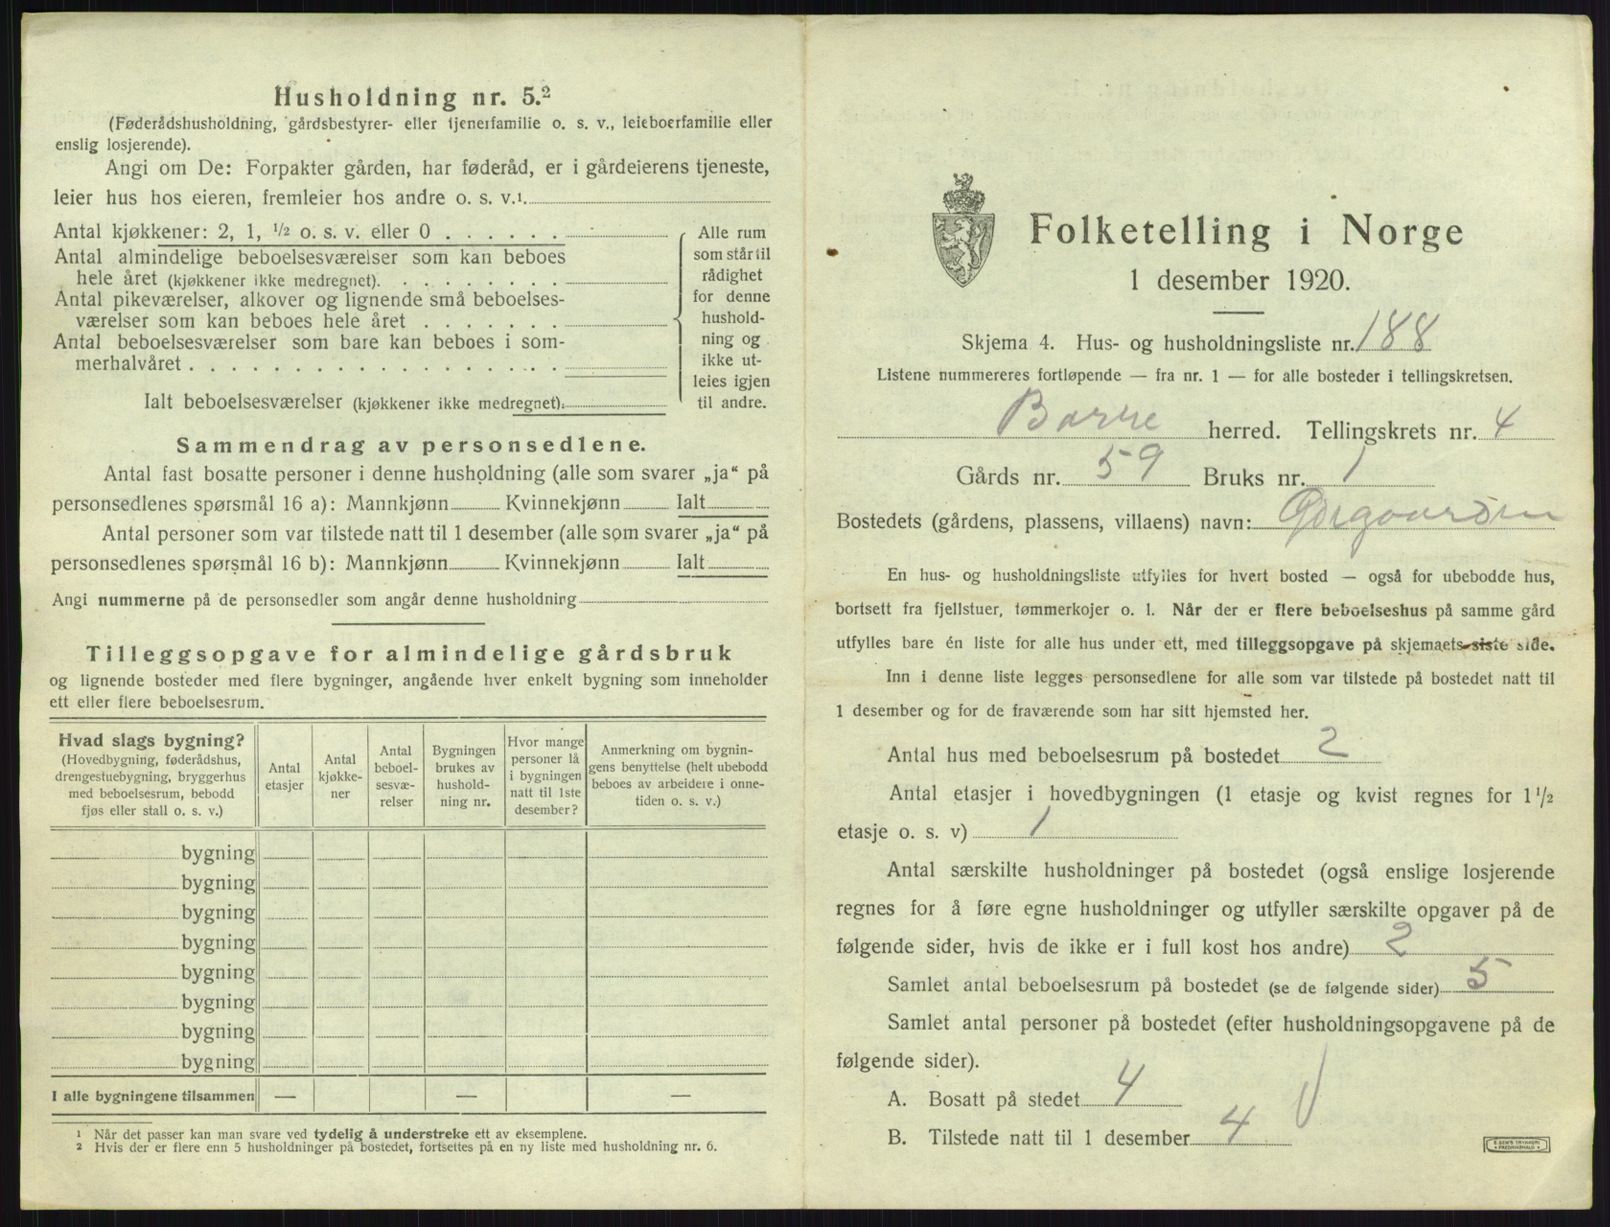 Husholdning nr. 5.²
(Føderådshusholdning, gårdsbestyrer- eller tjenerfamilie o. s. v., leieboerfamilie eller
enslig losjerende).
Angi om De: Forpakter gården, har føderåd, er i gårdeierens tjeneste,
leier hus hos eieren, fremleier hos andre o. s. v.¹
Antal kjøkkener: 2, 1, ¹/₂ o. s. v. eller 0
Antal almindelige beboelsesværelser som kan beboes
hele året (kjøkkener ikke medregnet).
Antal pikeværelser, alkover og lignende små beboelses-
værelser som kan beboes hele året
Antal beboelsesværelser som bare kan beboes i som-
merhalvåret
Ialt beboelsesværelser (kjøkkener ikke medregnet).
Alle rum
som står til
rådighet
for denne
hushold-
ning og
ikke ut-
leies igjen
til andre.
Sammendrag av personsedlene.
Antal fast bosatte personer i denne husholdning (alle som svarer „ja“ på
personsedlenes spørsmål 16 a): Mannkjønn Kvinnekjønn Ialt
Antal personer som var tilstede natt til 1 desember (alle som svarer „ja“ på
personsedlenes spørsmål 16 b): Mannkjønn Kvinnekjønn Ialt
Angi nummerne på de personsedler som angår denne husholdning
Tilleggsopgave for almindelige gårdsbruk
og lignende bosteder med flere bygninger, angående hver enkelt bygning som inneholder
ett eller flere beboelsesrum.
Hvad slags bygning?
(Hovedbygning, føderådshus,
drengestuebygning, bryggerhus
med beboelsesrum, bebodd
fjøs eller stall o. s. v.)
Antal
etasjer
Antal
kjøkke-
ner
Antal
beboel-
sesvæ-
relser
Bygningen
brukes av
hushold-
ning nr.
Hvor mange
personer lå
i bygningen
natt til 1ste
desember?
Anmerkning om bygnin-
gens benyttelse (helt ubebodd
beboes av arbeidere i onne-
tiden o. s. v.)
bygning
bygning
bygning
bygning
bygning
bygning
bygning
bygning
I alle bygningene tilsammen — — —
¹ Når det passer kan man svare ved tydelig å understreke ett av eksemplene.
² Hvis der er flere enn 5 husholdninger på bostedet, fortsettes på en ny liste med husholdning nr. 6.
Folketelling i Norge
1 desember 1920.
Skjema 4. Hus- og husholdningsliste nr. 188
Listene nummereres fortløpende — fra nr. 1 — for alle bosteder i tellingskretsen.
Borre herred. Tellingskrets nr. 4
Gårds nr. 59 Bruks nr. 1
Bostedets (gårdens, plassens, villaens) navn:
En hus- og husholdningsliste utfylles for hvert bosted — også for ubebodde hus,
bortsett fra fjellstuer, tømmerkojer o. l. Når der er flere beboelseshus på samme gård
utfylles bare én liste for alle hus under ett, med tilleggsopgave på skjemaets siste side.
Inn i denne liste legges personsedlene for alle som var tilstede på bostedet natt til
1 desember og for de fraværende som har sitt hjemsted her.
Antal hus med beboelsesrum på bostedet 2
Antal etasjer i hovedbygningen (1 etasje og kvist regnes for 1¹/₂
etasje o. s. v) 1
Antal særskilte husholdninger på bostedet (også enslige losjerende
regnes for å føre egne husholdninger og utfyller særskilte opgaver på de
følgende sider, hvis de ikke er i full kost hos andre) 2
Samlet antal beboelsesrum på bostedet (se de følgende sider) 5
Samlet antal personer på bostedet (efter husholdningsopgavene på de
følgende sider).
A. Bosatt på stedet 4
B. Tilstede natt til 1 desember 4